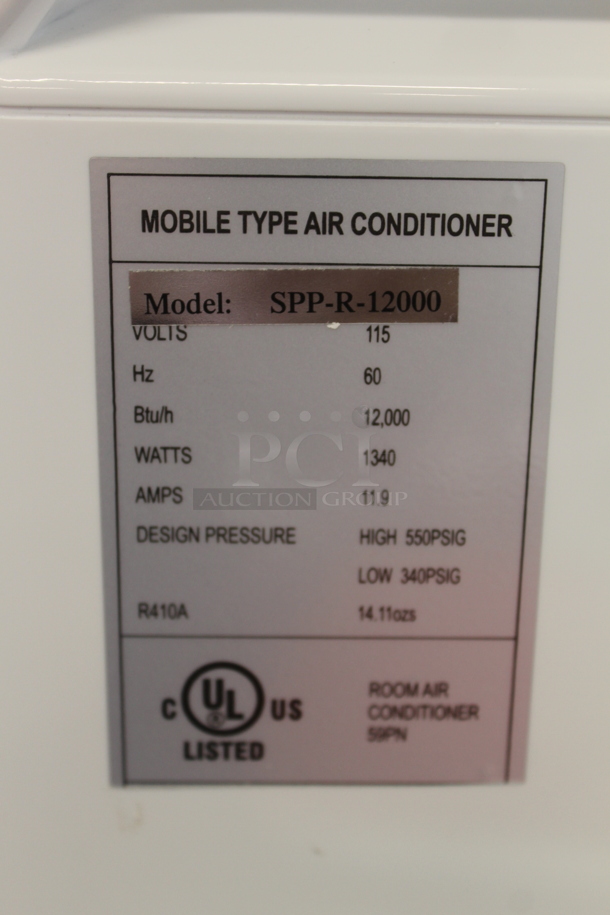 MOBILE TYPE AIR CONDITIONER
Model: SPP-R-12000
VOLTS 115
Hz 60
Btu/h 12,000
WATTS 1340
AMPS 11.9
DESIGN PRESSURE HIGH 550PSIG
LOW 340PSIG
R410A 14.11ozs
C UL US
®
LISTED
ROOM AIR
CONDITIONER
59PN
PCI
AUCTION GROUP